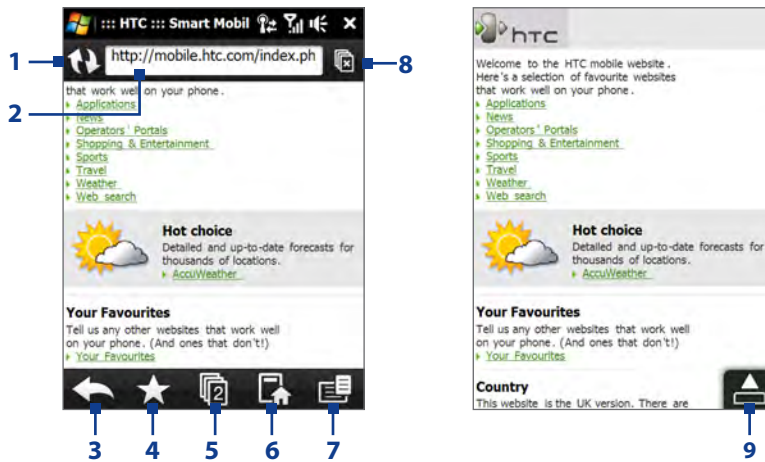 ::: HTC ::: Smart Mobil
http://mobile.htc.com/index.ph
that work well on your phone.
Applications
News
Operators' Portals
Shopping & Entertainment
Sports
Travel
Weather
Web search
Hot choice
Detailed and up-to-date forecasts for
thousands of locations.
AccuWeather
Your Favourites
Tell us any other websites that work well
on your phone. (And ones that don't!)
Your Favourites
2
1
2
3
4
5
6
7
8
htc
Welcome to the HTC mobile website.
Here's a selection of favourite websites
that work well on your phone.
Applications
News
Operators' Portals
Shopping & Entertainment
Sports
Travel
Weather
Web search
Hot choice
Detailed and up-to-date forecasts for
thousands of locations.
AccuWeather
Your Favourites
Tell us any other websites that work well
on your phone. (And ones that don't!)
Your Favourites
Country
This website is the UK version. There are
9